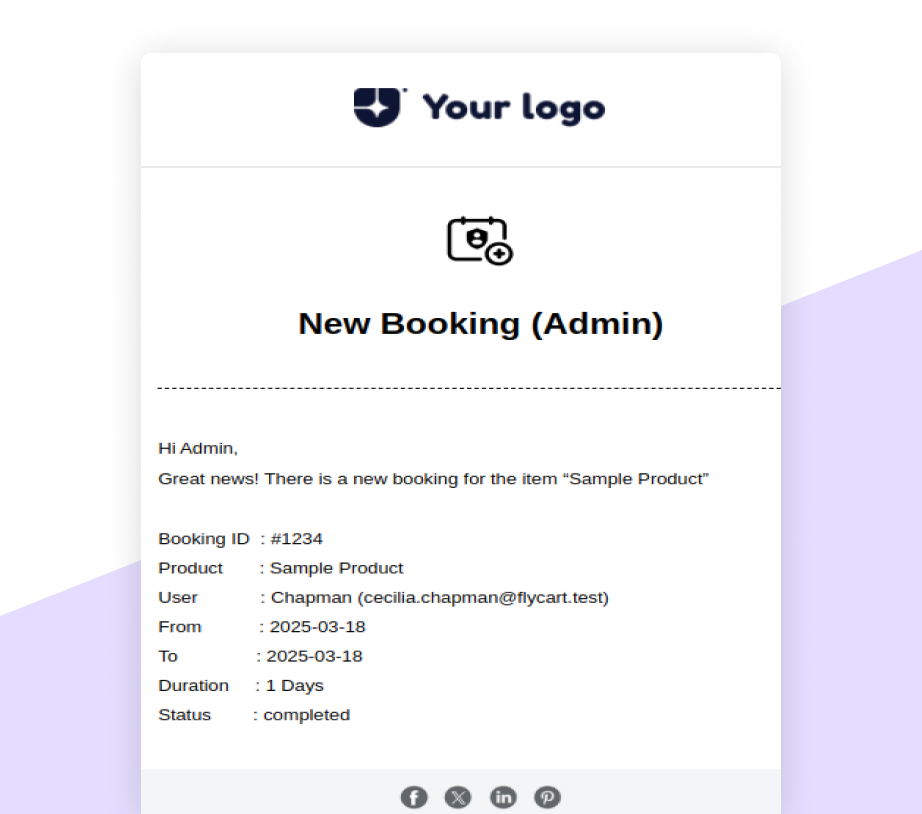 Your logo
New Booking (Admin)
Hi Admin,
Great news! There is a new booking for the item “Sample Product”
Booking ID : #1234
Product : Sample Product
User : Chapman (cecilia.chapman@flycart.test)
From : 2025-03-18
To : 2025-03-18
Duration : 1 Days
Status : completed